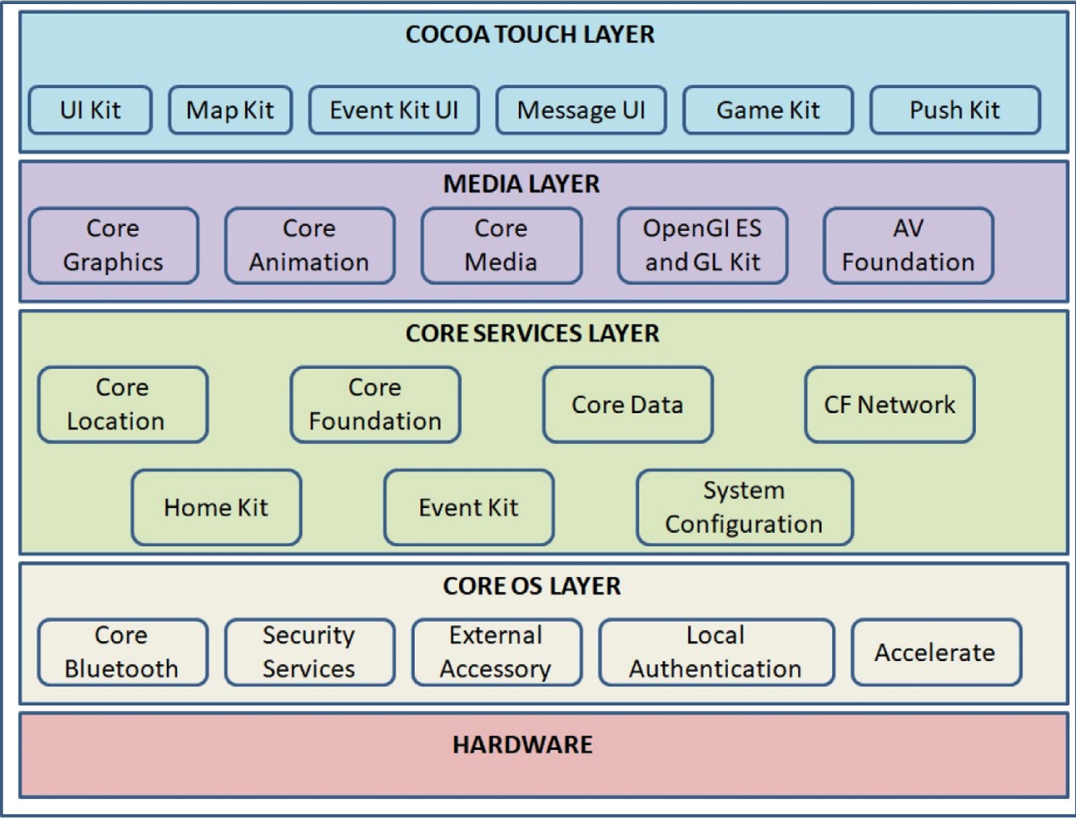 COCOA TOUCH LAYER
UI Kit
Map Kit
Event Kit UI
Message UI
Game Kit
Push Kit
MEDIA LAYER
Core
Graphics
Core
Animation
Core
Media
OpenGl ES
and GL Kit
AV
Foundation
CORE SERVICES LAYER
Core
Location
Core
Foundation
Core Data
CF Network
Home Kit
Event Kit
System
Configuration
CORE OS LAYER
Core
Bluetooth
Security
Services
External
Accessory
Local
Authentication
Accelerate
HARDWARE